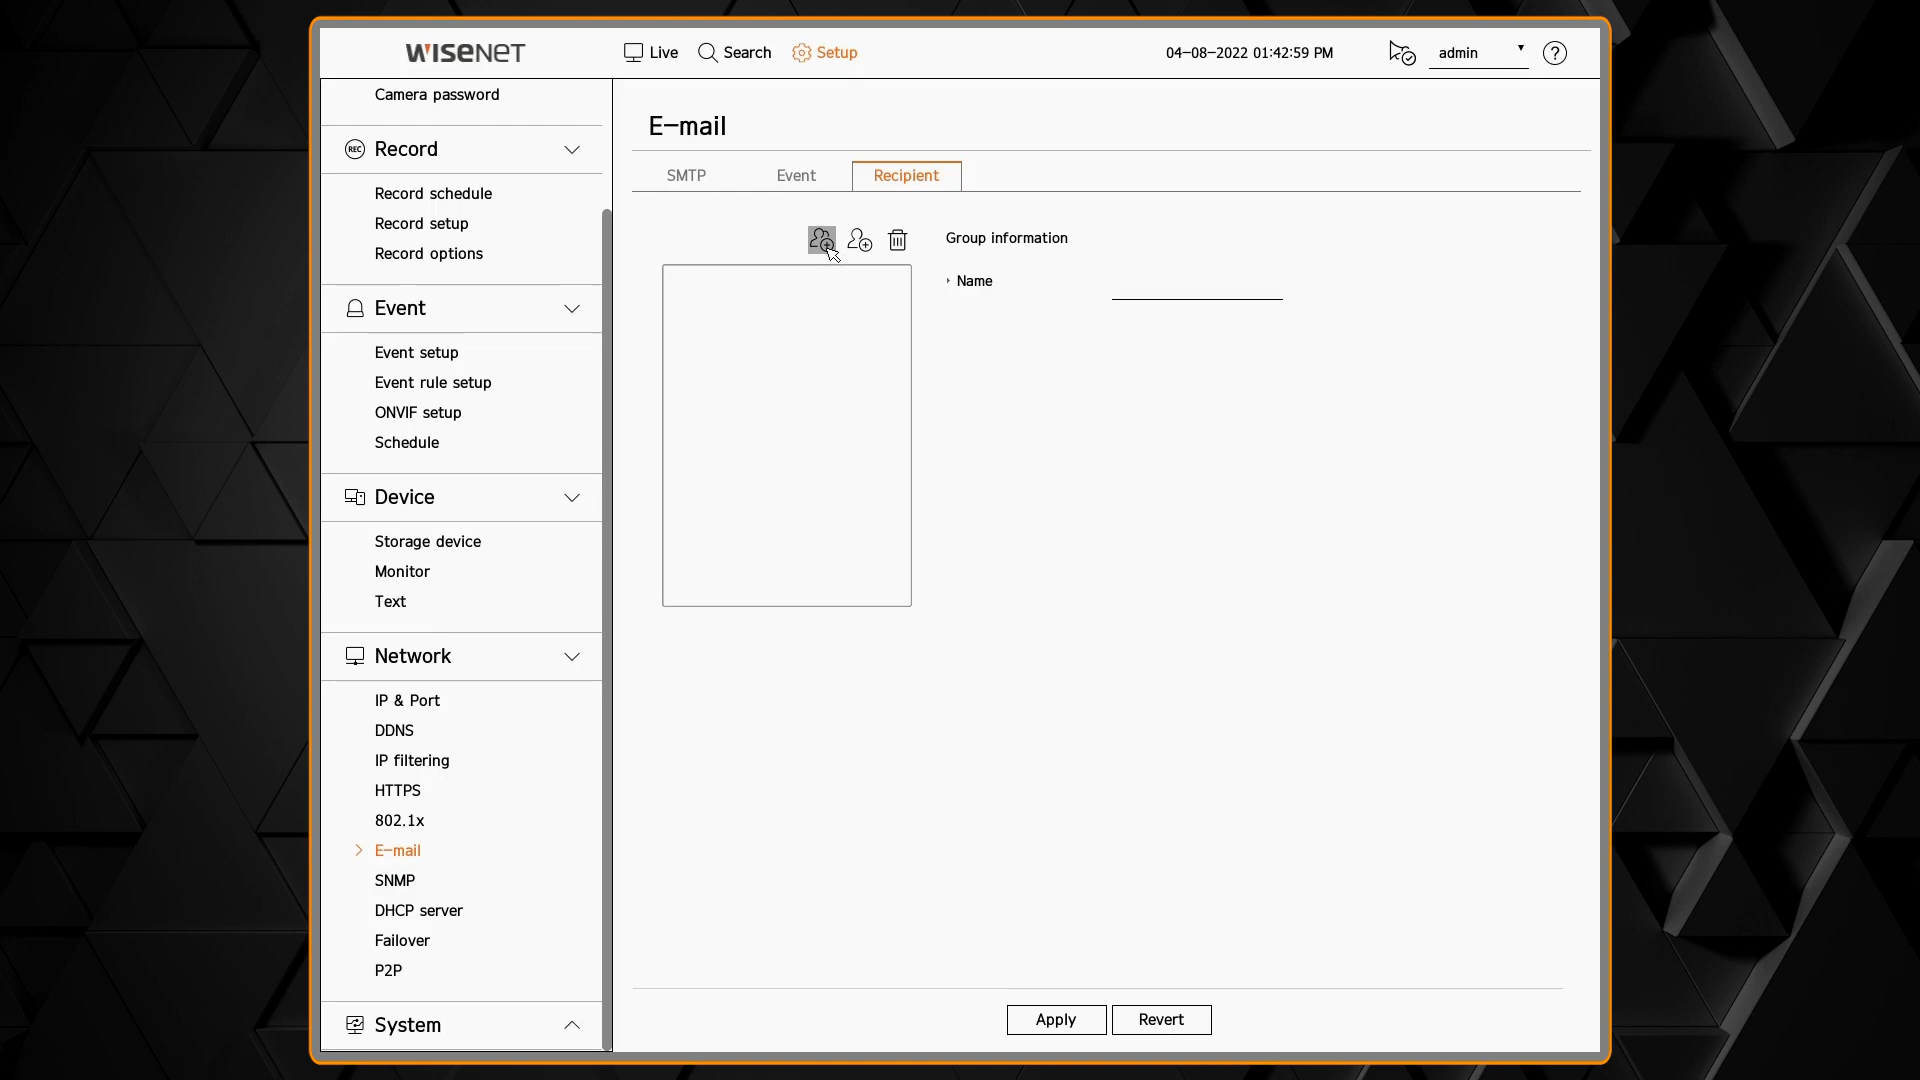 WISENET Live Search Setup 04-08-2022 01:42:59 PM admin ?
Camera password
REC Record
Record schedule
Record setup
Record options
Event
Event setup
Event rule setup
ONVIF setup
Schedule
Device
Storage device
Monitor
Text
Network
IP & Port
DDNS
IP filtering
HTTPS
802.1x
E-mail
SNMP
DHCP server
Failover
P2P
System
E-mail
SMTP Event Recipient
Group information
Name
Apply Revert